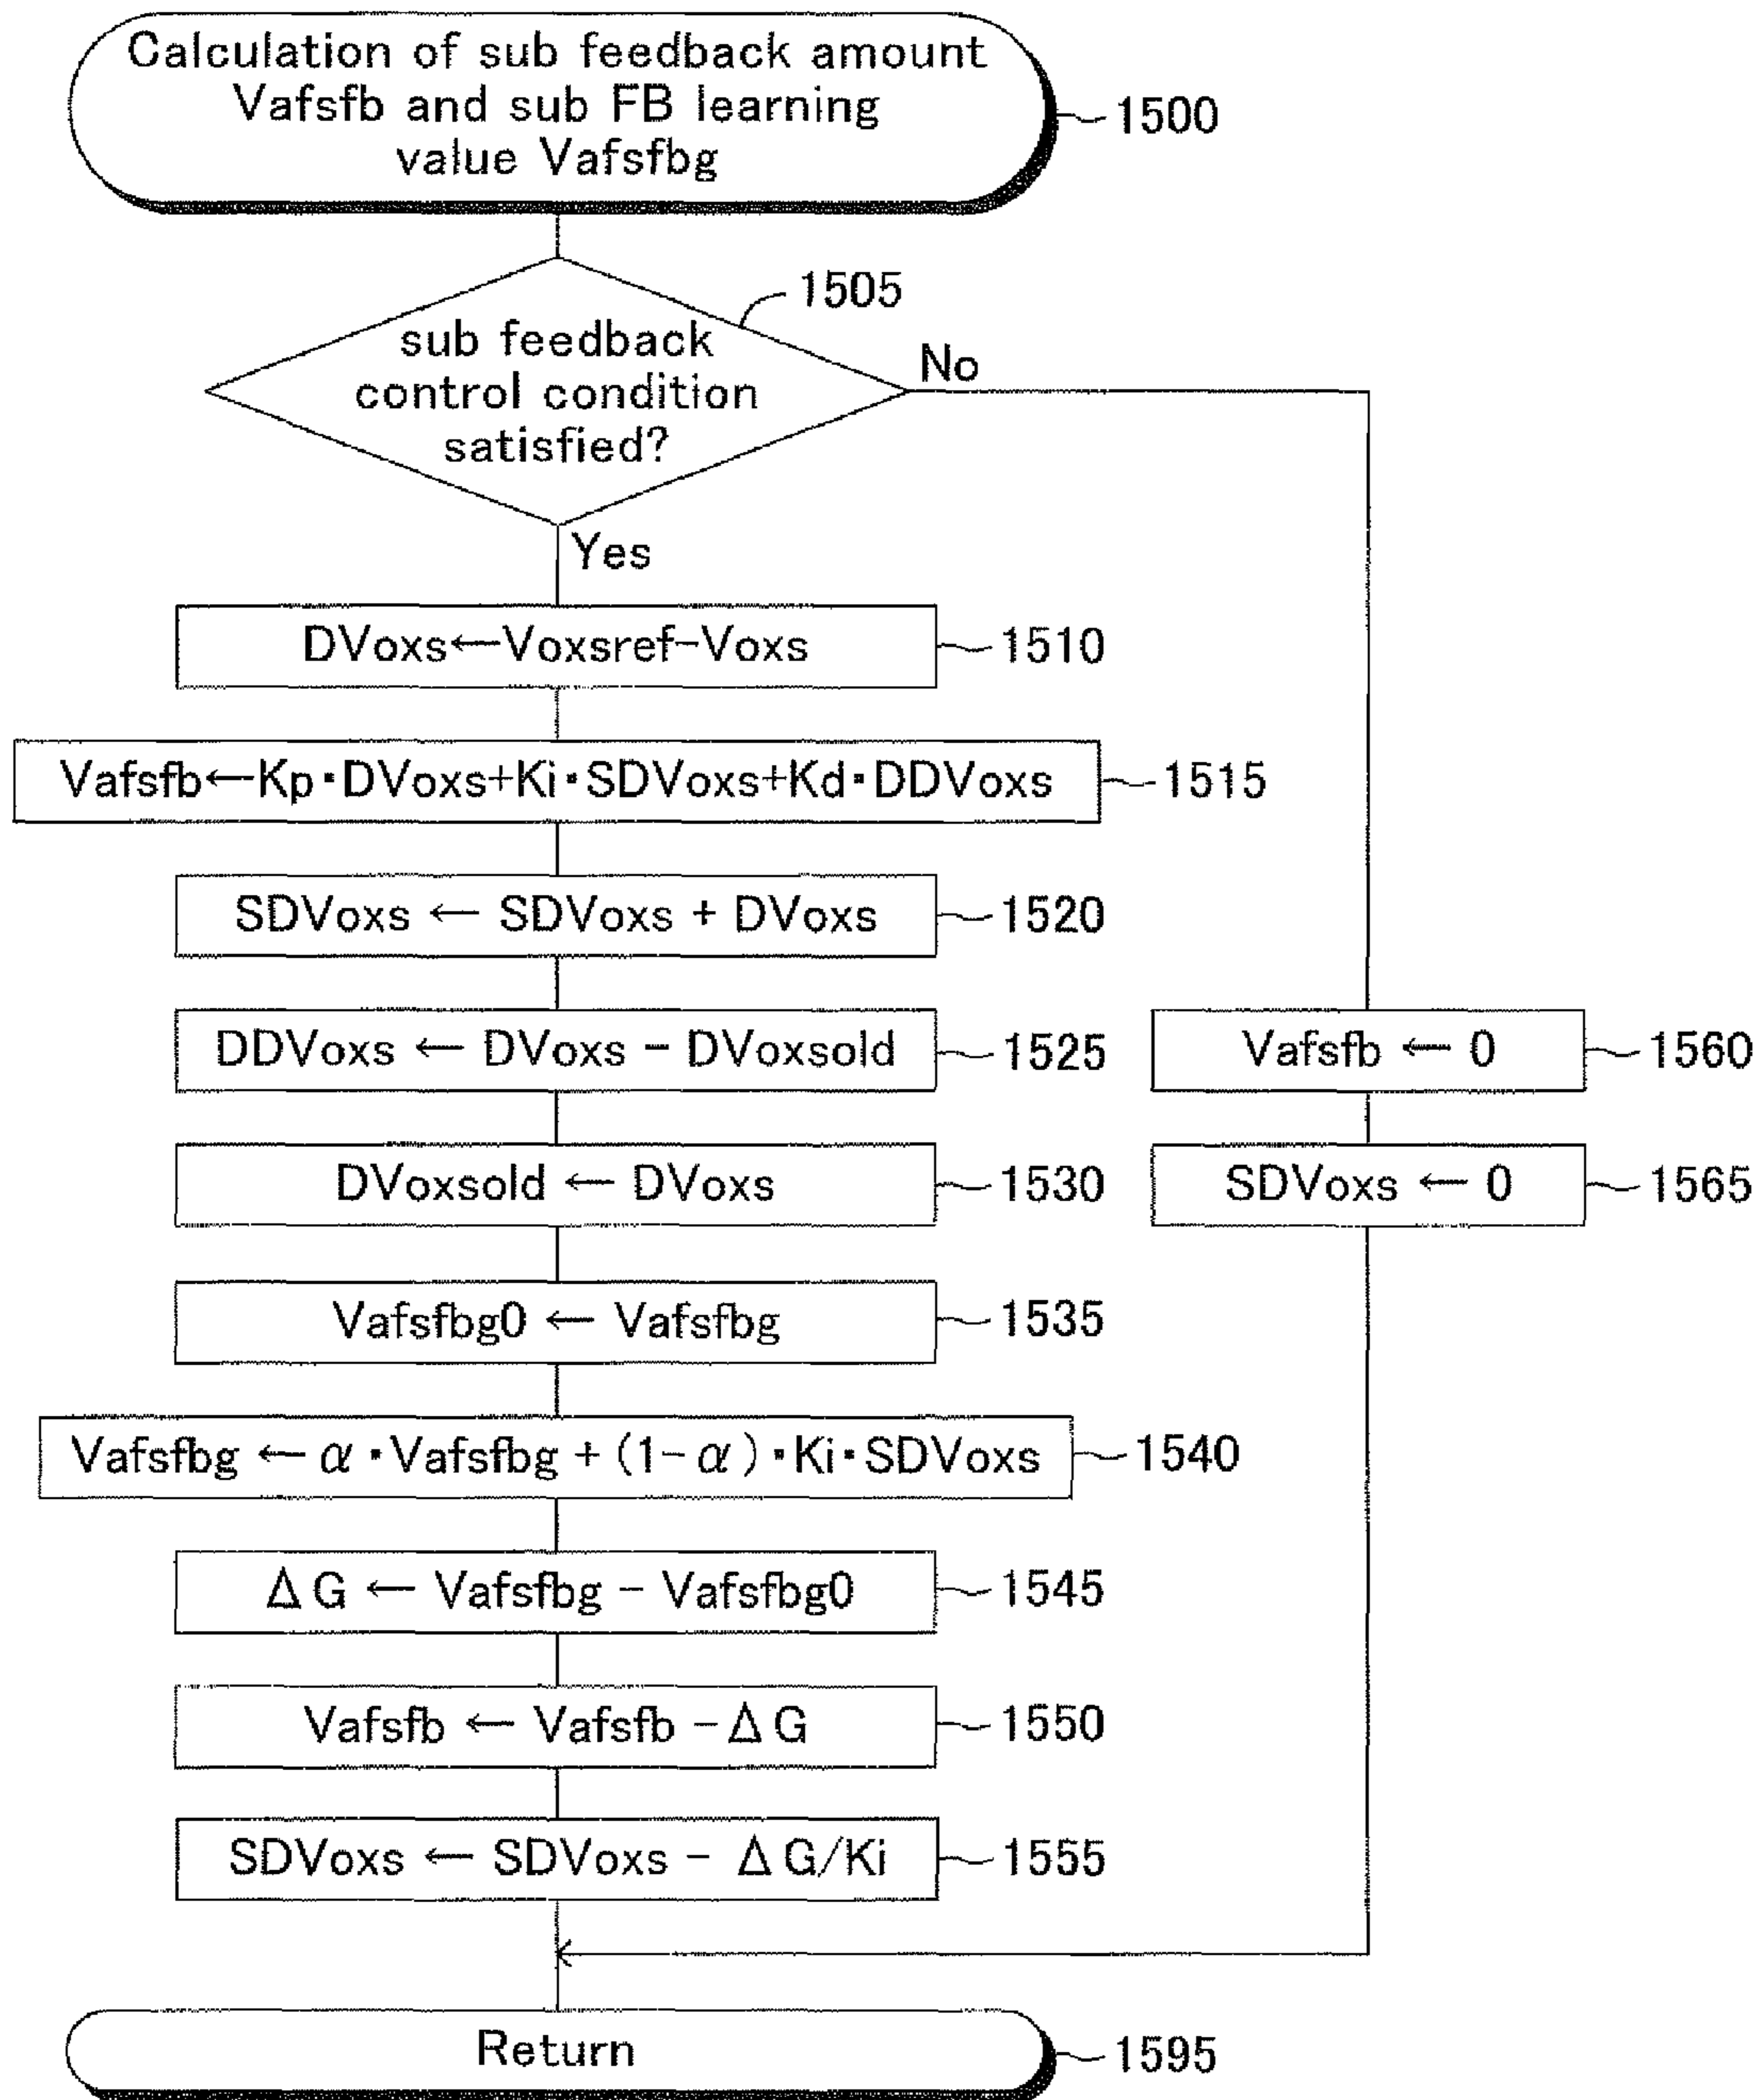 Calculation of sub feedback amount
Vafsfb and sub FB learning
value Vafsfbg
1500
1505
sub feedback
control condition
satisfied?
No
Yes
DVoxs←Voxsref-Voxs
1510
Vafsfb←Kp·DVoxs+Ki·SDVoxs+Kd·DDVoxs
1515
SDVoxs ← SDVoxs + DVoxs
1520
DDVoxs ← DVoxs - DVoxsold
1525
Vafsfb ← 0
1560
DVoxsold ← DVoxs
1530
SDVoxs ← 0
1565
Vafsfbg0 ← Vafsfbg
1535
Vafsfbg ← α·Vafsfbg + (1-α)·Ki·SDVoxs
1540
ΔG ← Vafsfbg - Vafsfbg0
1545
Vafsfb ← Vafsfb -ΔG
1550
SDVoxs ← SDVoxs - ΔG/Ki
1555
Return
1595